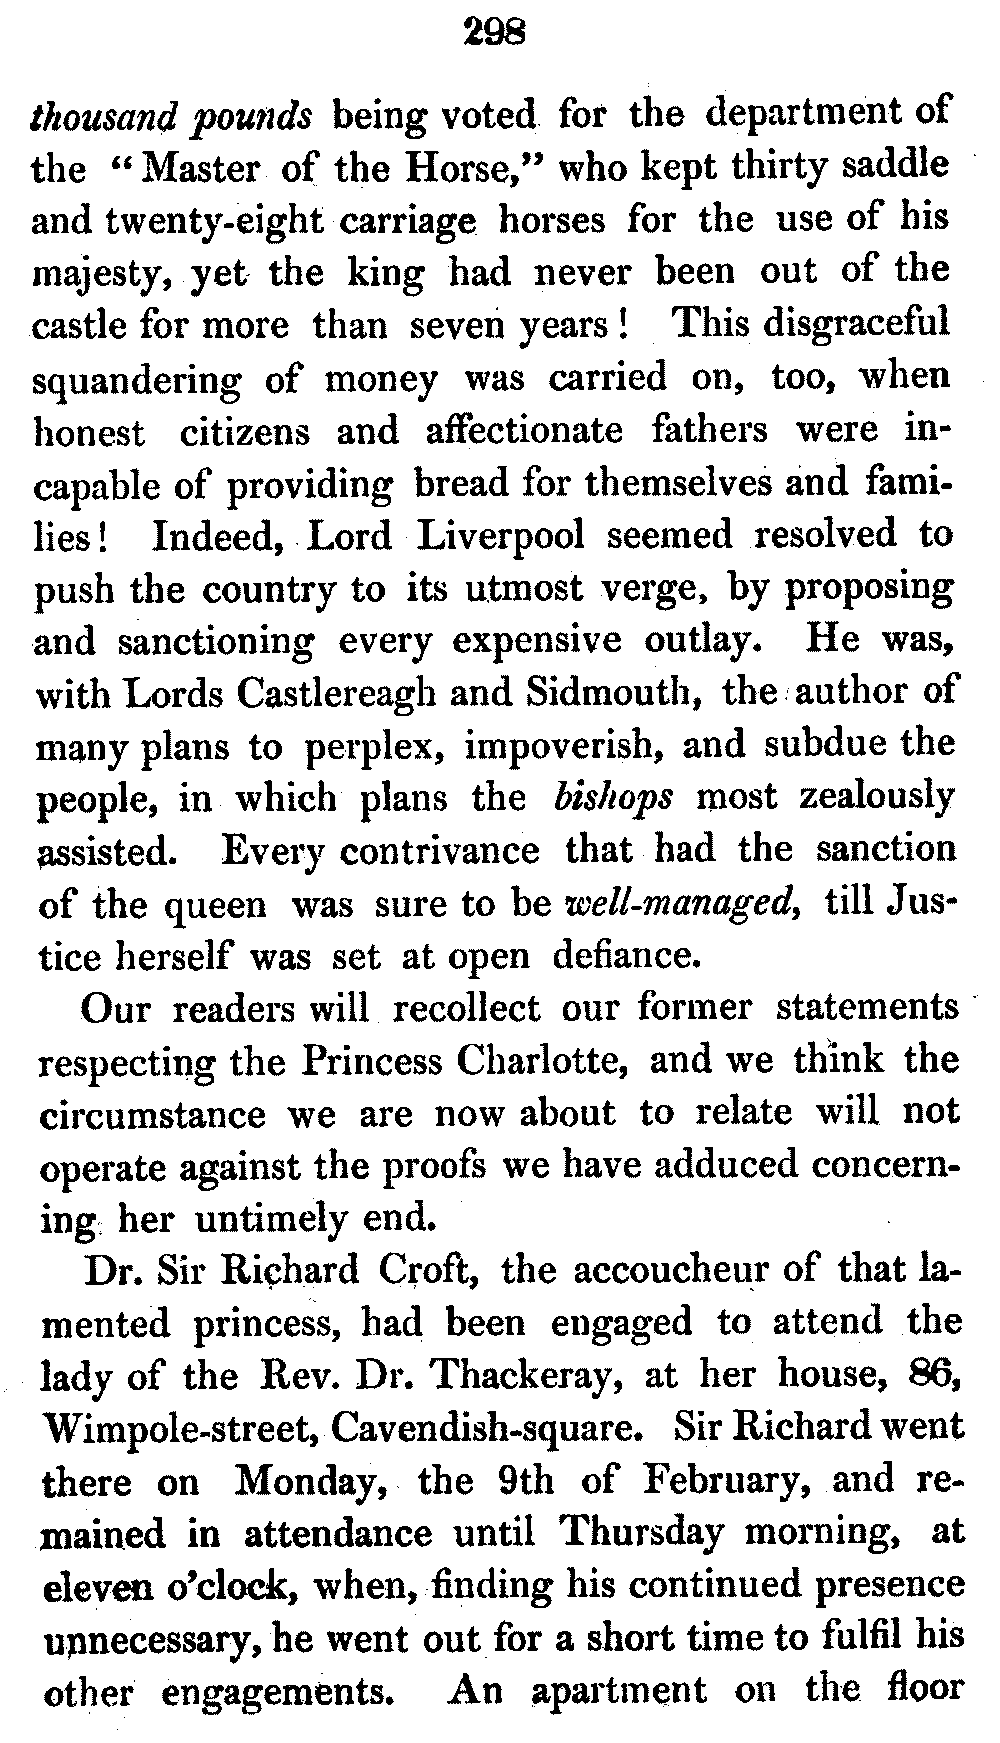 298
thousand pounds being voted for the department of
the “Master of the Horse,” who kept thirty saddle
and twenty-eight carriage horses for the use of his
majesty, yet the king had never been out of the
castle for more than seven years! This disgraceful
squandering of money was carried on, too, when
honest citizens and affectionate fathers were in-
capable of providing bread for themselves and fami-
lies! Indeed, Lord Liverpool seemed resolved to
push the country to its utmost verge, by proposing
and sanctioning every expensive outlay. He was,
with Lords Castlereagh and Sidmouth, the author of
many plans to perplex, impoverish, and subdue the
people, in which plans the bishops most zealously
assisted. Every contrivance that had the sanction
of the queen was sure to be well-managed, till Jus-
tice herself was set at open defiance.
Our readers will recollect our former statements
respecting the Princess Charlotte, and we think the
circumstance we are now about to relate will not
operate against the proofs we have adduced concern-
ing her untimely end.
Dr. Sir Richard Croft, the accoucheur of that la-
mented princess, had been engaged to attend the
lady of the Rev. Dr. Thackeray, at her house, 86,
Wimpole-street, Cavendish-square. Sir Richard went
there on Monday, the 9th of February, and re-
mained in attendance until Thursday morning, at
eleven o’clock, when, finding his continued presence
unnecessary, he went out for a short time to fulfil his
other engagements. An apartment on the floor